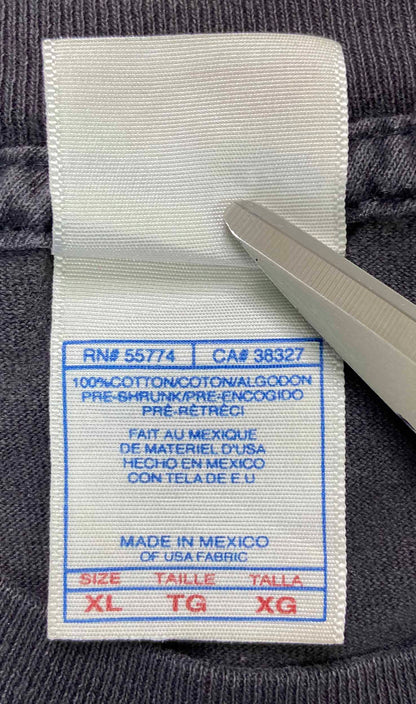 RN# 55774 CA# 38327
100%COTTON/COTON/ALGODON
PRE-SHRUNK/PRE-ENCOGIDO
PRÉ-RÉTRÉCI
FAIT AU MEXIQUE
DE MATERIEL D'USA
HECHO EN MEXICO
CON TELA DE E.U
MADE IN MEXICO
OF USA FABRIC
SIZE TAILLE TALLA
XL TG XG